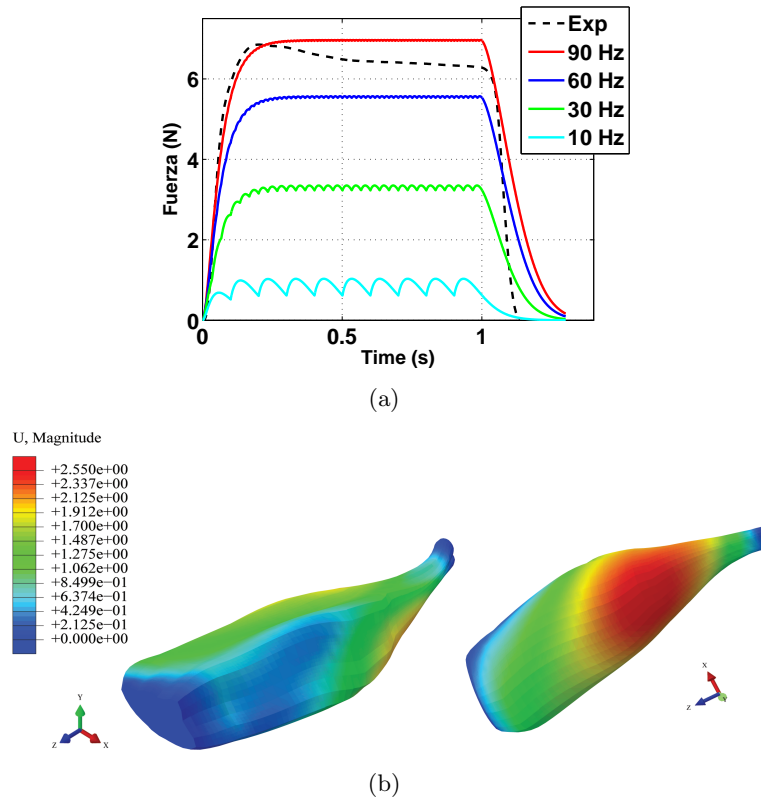 Fuerza (N)
6
4
2
0
0
0.5
1
Time (s)
Exp
90 Hz
60 Hz
30 Hz
10 Hz
(a)
U, Magnitude
+2.550e+00
+2.337e+00
+2.125e+00
+1.912e+00
+1.700e+00
+1.487e+00
+1.275e+00
+1.062e+00
+8.499e−01
+6.374e−01
+4.249e−01
+2.125e−01
+0.000e+00
Y
Z
X
X
Z
Y
(b)